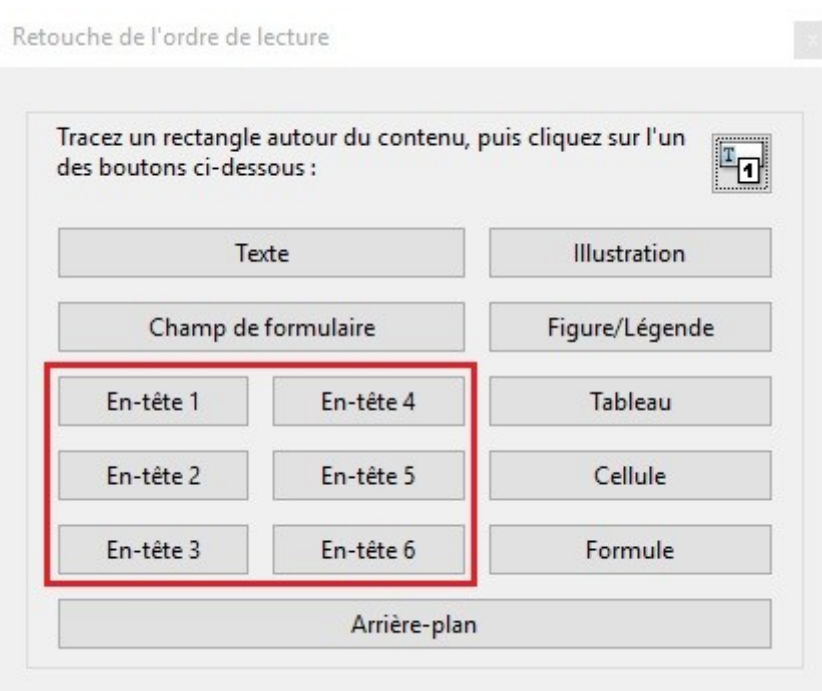 Retouche de l'ordre de lecture
x
Tracez un rectangle autour du contenu, puis cliquez sur l'un
des boutons ci-dessous :
T
1
Texte
Illustration
Champ de formulaire
Figure/Légende
En-tête 1
En-tête 4
Tableau
En-tête 2
En-tête 5
Cellule
En-tête 3
En-tête 6
Formule
Arrière-plan